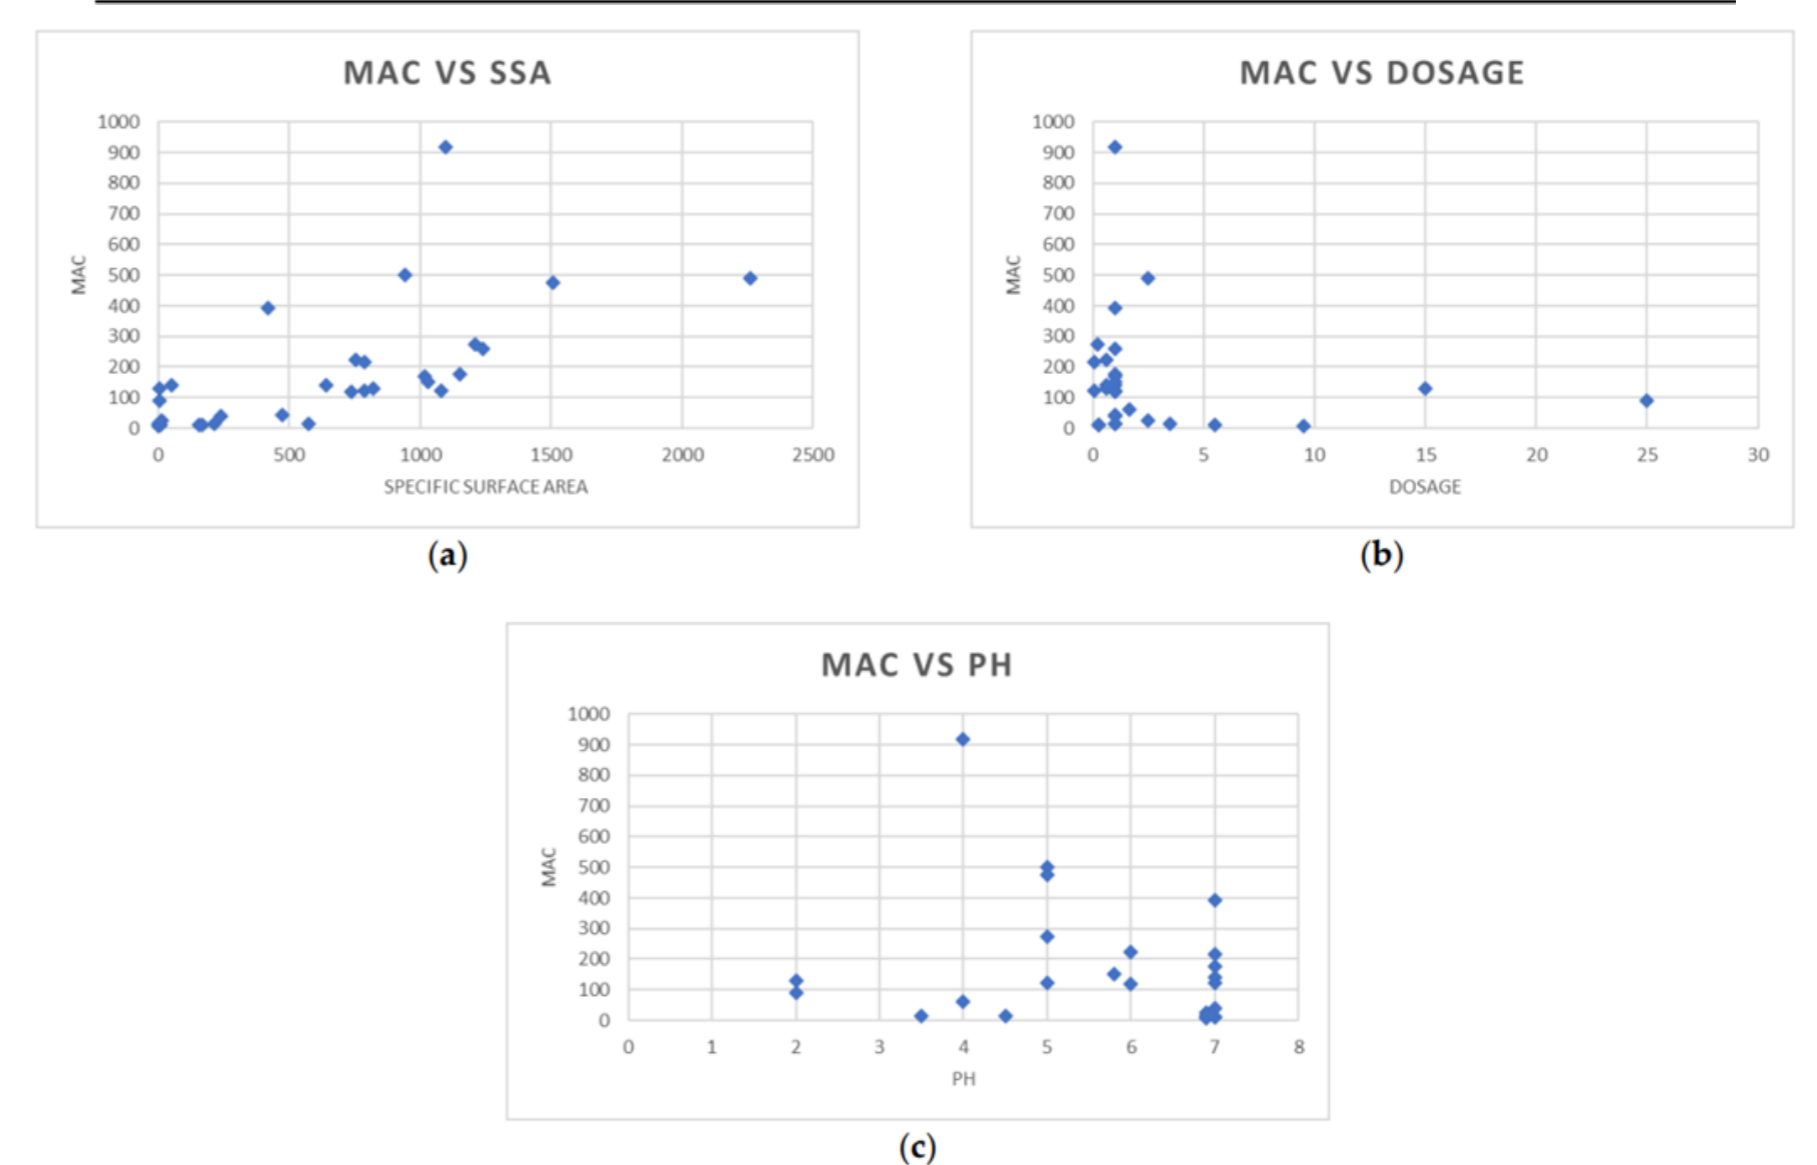 MAC VS SSA
1000
900
800
700
600
500
400
300
200
100
0
MAC
0 500 1000 1500 2000 2500
SPECIFIC SURFACE AREA
(a)
MAC VS DOSAGE
1000
900
800
700
600
500
400
300
200
100
0
MAC
0 5 10 15 20 25 30
DOSAGE
(b)
MAC VS PH
1000
900
800
700
600
500
400
300
200
100
0
MAC
0 1 2 3 4 5 6 7 8
PH
(c)